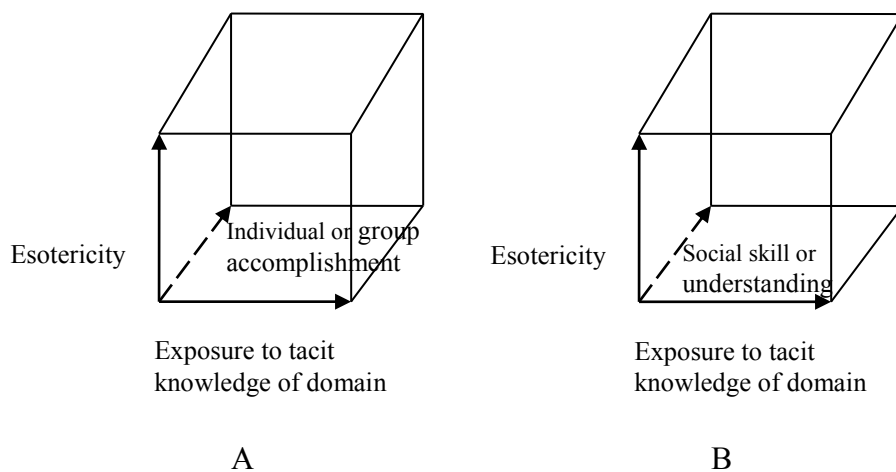 Esotericity
Individual or group
accomplishment
Exposure to tacit
knowledge of domain
A
Esotericity
Social skill or
understanding
Exposure to tacit
knowledge of domain
B